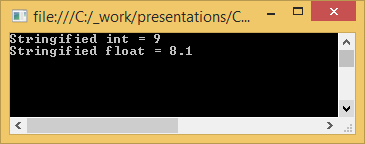 file:///C:/_work/presentations/C...
Stringified int = 9
Stringified float = 8.1